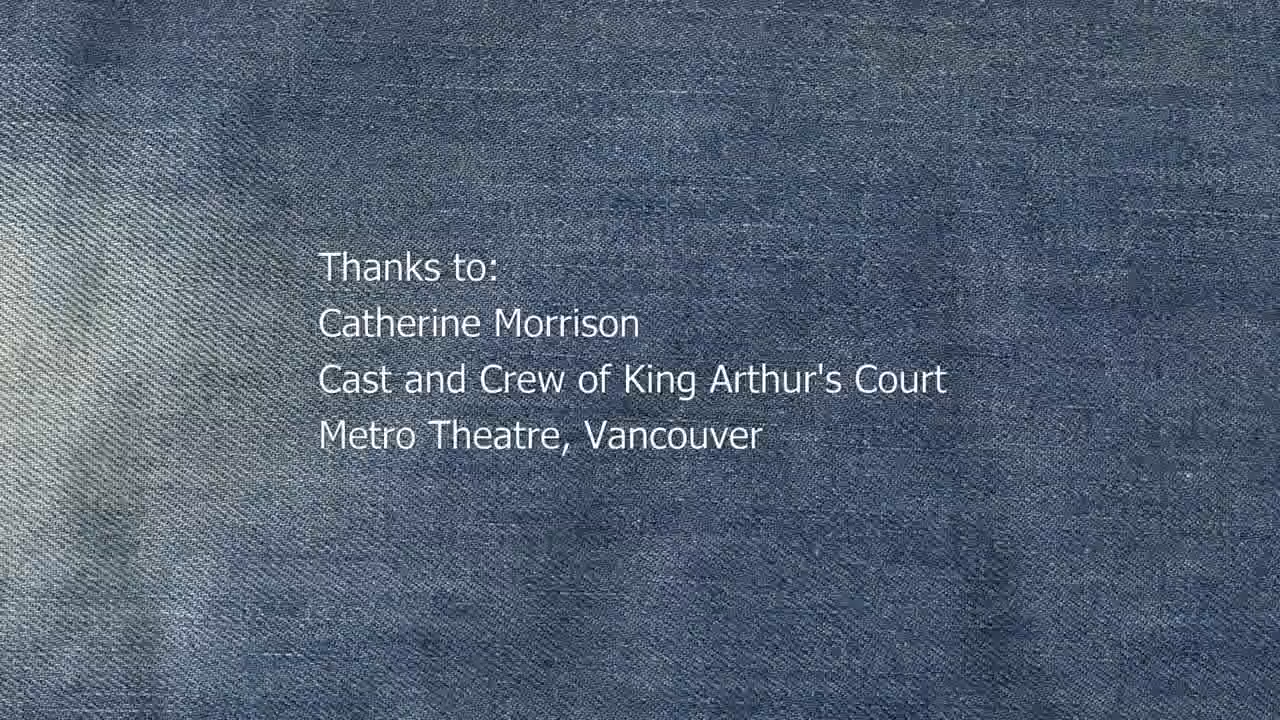 Thanks to:
Catherine Morrison
Cast and Crew of King Arthur's Court
Metro Theatre, Vancouver